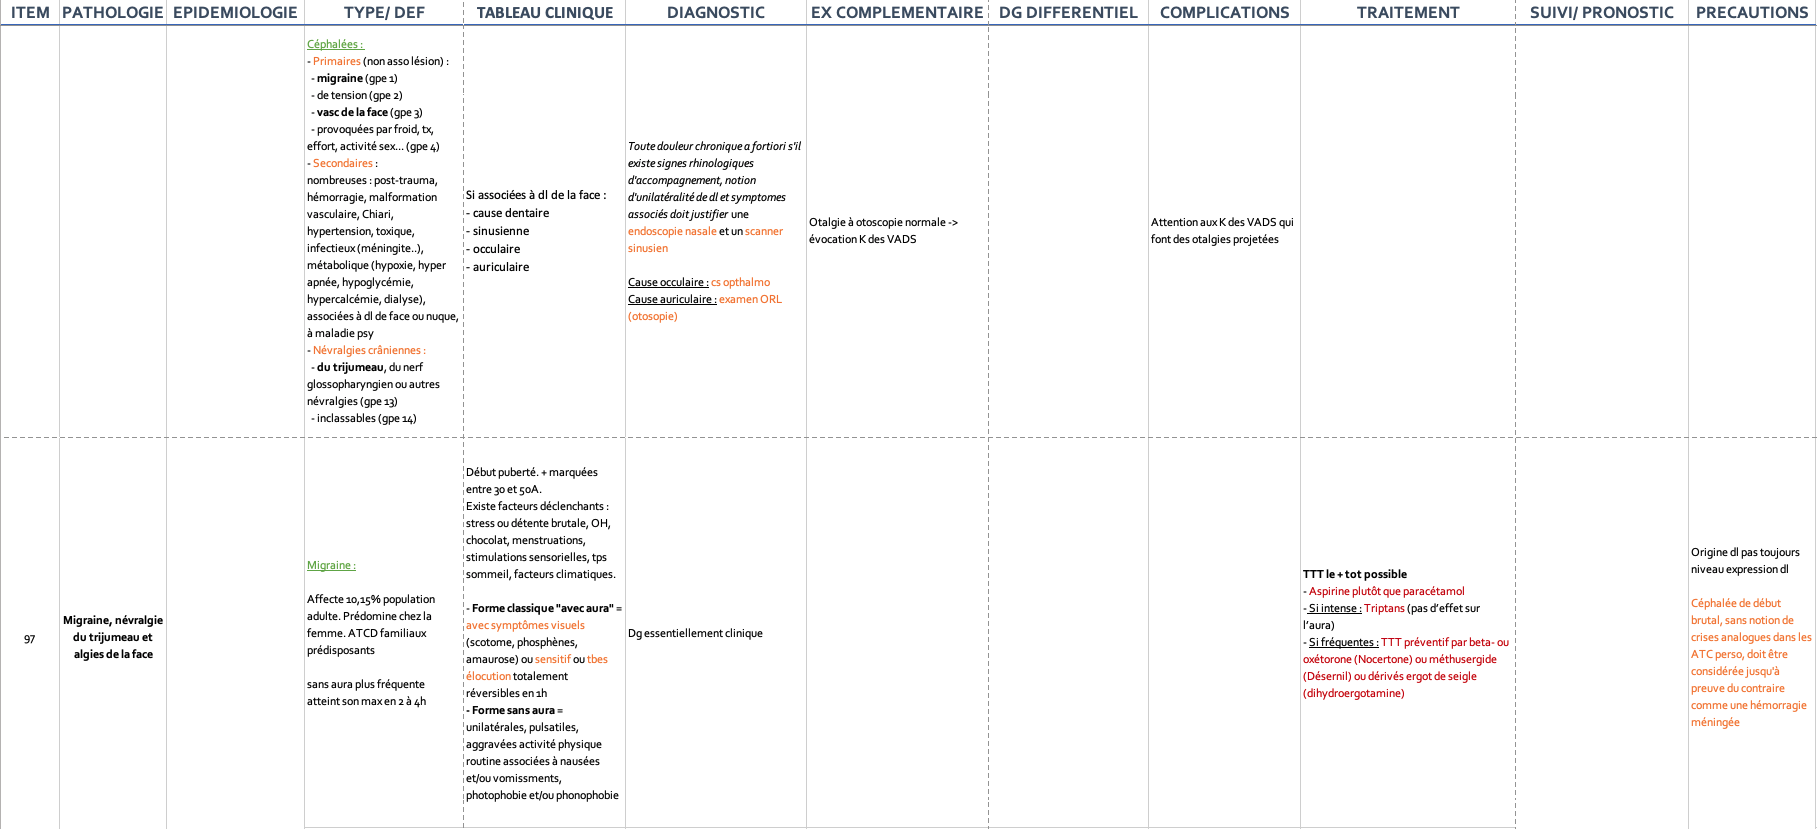 ITEM PATHOLOGIE EPIDEMIOLOGIE TYPE/ DEF TABLEAU CLINIQUE DIAGNOSTIC EX COMPLEMENTAIRE DG DIFFERENTIEL COMPLICATIONS TRAITEMENT SUIVI/ PRONOSTIC PRECAUTIONS
Céphalées :
- Primaires (non asso lésion) :
- migraine (gpe 1)
- de tension (gpe 2)
- vasc de la face (gpe 3)
- provoquées par froid, tx,
effort, activité sex... (gpe 4)
- Secondaires :
nombreuses : post-trauma,
hémorragie, malformation
vasculaire, Chiari,
hypertension, toxique,
infectieux (méningite..),
métabolique (hypoxie, hyper
apnée, hypoglycémie,
hypercalcémie, dialyse),
associées à dl de face ou nuque,
à maladie psy
- Névralgies crâniennes :
- du trijumeau, du nerf
glossopharyngien ou autres
névralgies (gpe 13)
- inclassables (gpe 14)
Si associées à dl de la face :
- cause dentaire
- sinusienne
- occulaire
- auriculaire
Toute douleur chronique a fortiori s'il
existe signes rhinologiques
d'accompagnement, notion
d'unilatéralité de dl et symptomes
associés doit justifier une
endoscopie nasale et un scanner
sinusien
Cause occulaire : cs opthalmo
Cause auriculaire : examen ORL
(otosopie)
Otalgie à otoscopie normale ->
évocation K des VADS
Attention aux K des VADS qui
font des otalgies projetées
97
Migraine, névralgie
du trijumeau et
algies de la face
Migraine :
Affecte 10,15% population
adulte. Prédomine chez la
femme. ATCD familiaux
prédisposants
sans aura plus fréquente
atteint son max en 2 à 4h
Début puberté. + marquées
entre 30 et 50A.
Existe facteurs déclenchants :
stress ou détente brutale, OH,
chocolat, menstruations,
stimulations sensorielles, tps
sommeil, facteurs climatiques.
- Forme classique "avec aura" =
avec symptômes visuels
(scotome, phosphènes,
amaurose) ou sensitif ou tbes
élocution totalement
réversibles en 1h
- Forme sans aura =
unilatérales, pulsatiles,
aggravées activité physique
routine associées à nausées
et/ou vomissments,
photophobie et/ou phonophobie
Dg essentiellement clinique
TTT le + tot possible
- Aspirine plutôt que paracétamol
- Si intense : Triptans (pas d'effet sur
l'aura)
- Si fréquentes : TTT préventif par beta- ou
oxétorone (Nocertone) ou méthusergide
(Désernil) ou dérivés ergot de seigle
(dihydroergotamine)
Origine dl pas toujours
niveau expression dl
Céphalée de début
brutal, sans notion de
crises analogues dans les
ATC perso, doit être
considérée jusqu'à
preuve du contraire
comme une hémorragie
méningée